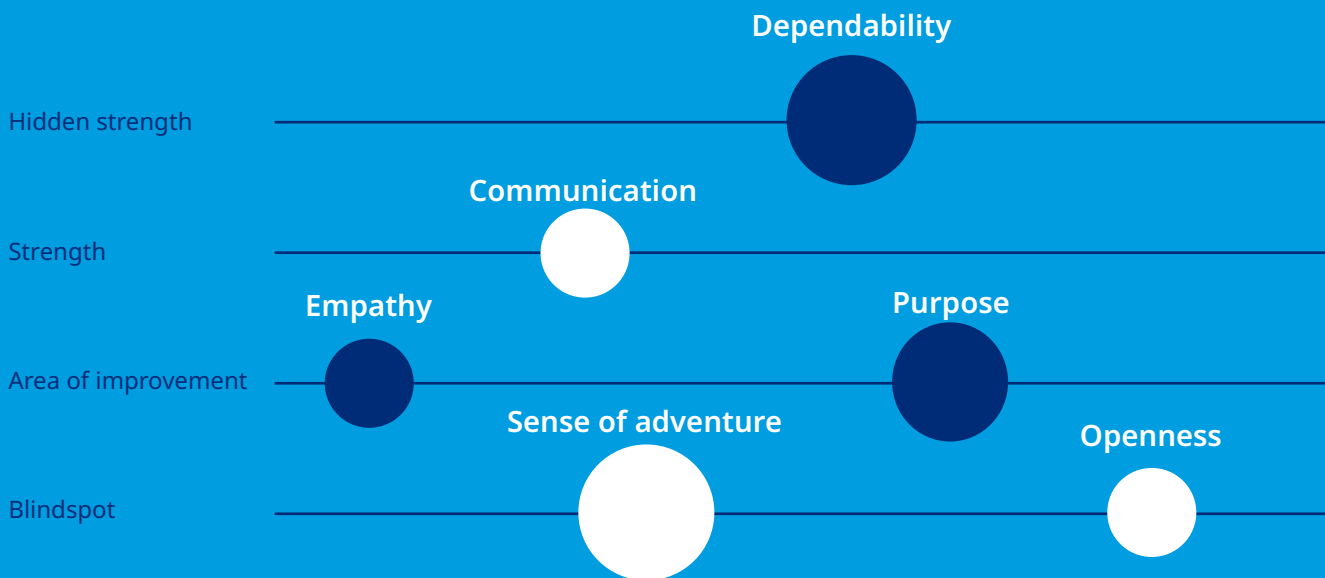 Dependability
Hidden strength
Communication
Strength
Empathy
Purpose
Area of improvement
Sense of adventure
Openness
Blindspot